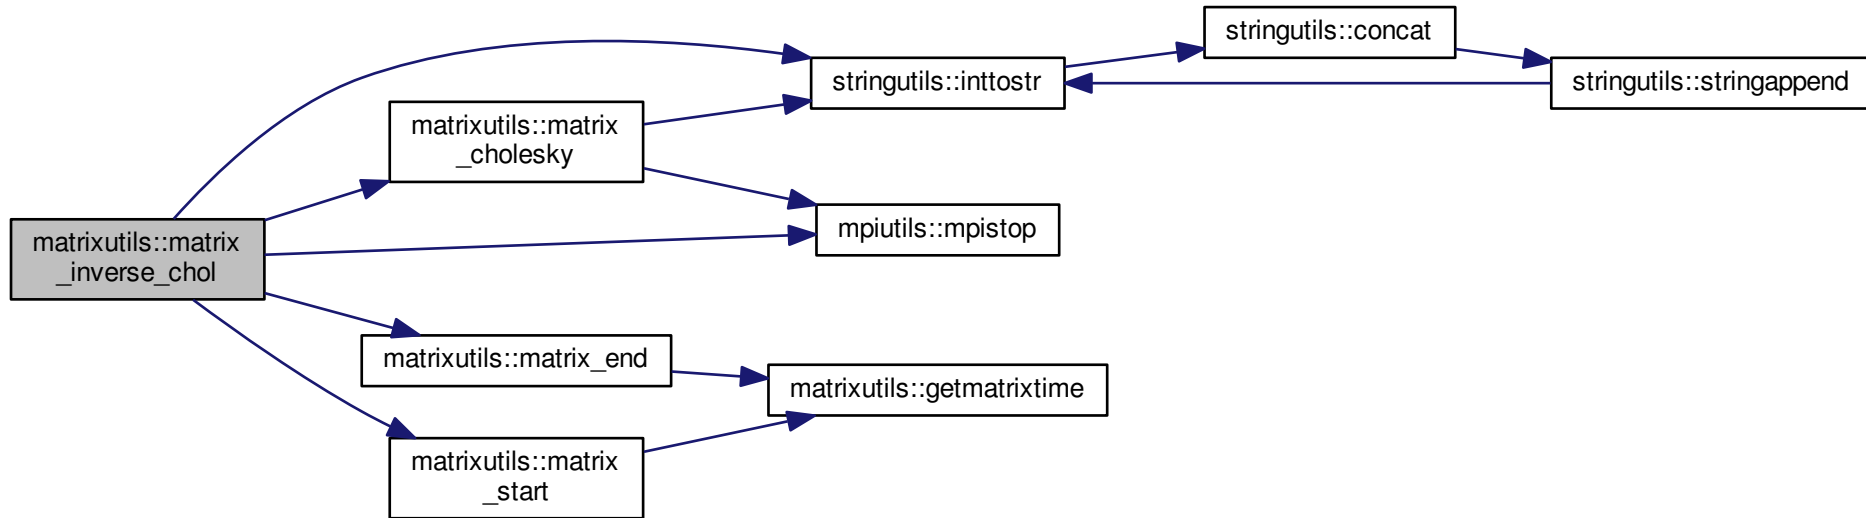 matrixutils::matrix
_inverse_chol
matrixutils::matrix
_cholesky
matrixutils::matrix_end
matrixutils::matrix
_start
stringutils::inttostr
mpiutils::mpistop
matrixutils::getmatrixtime
stringutils::concat
stringutils::stringappend